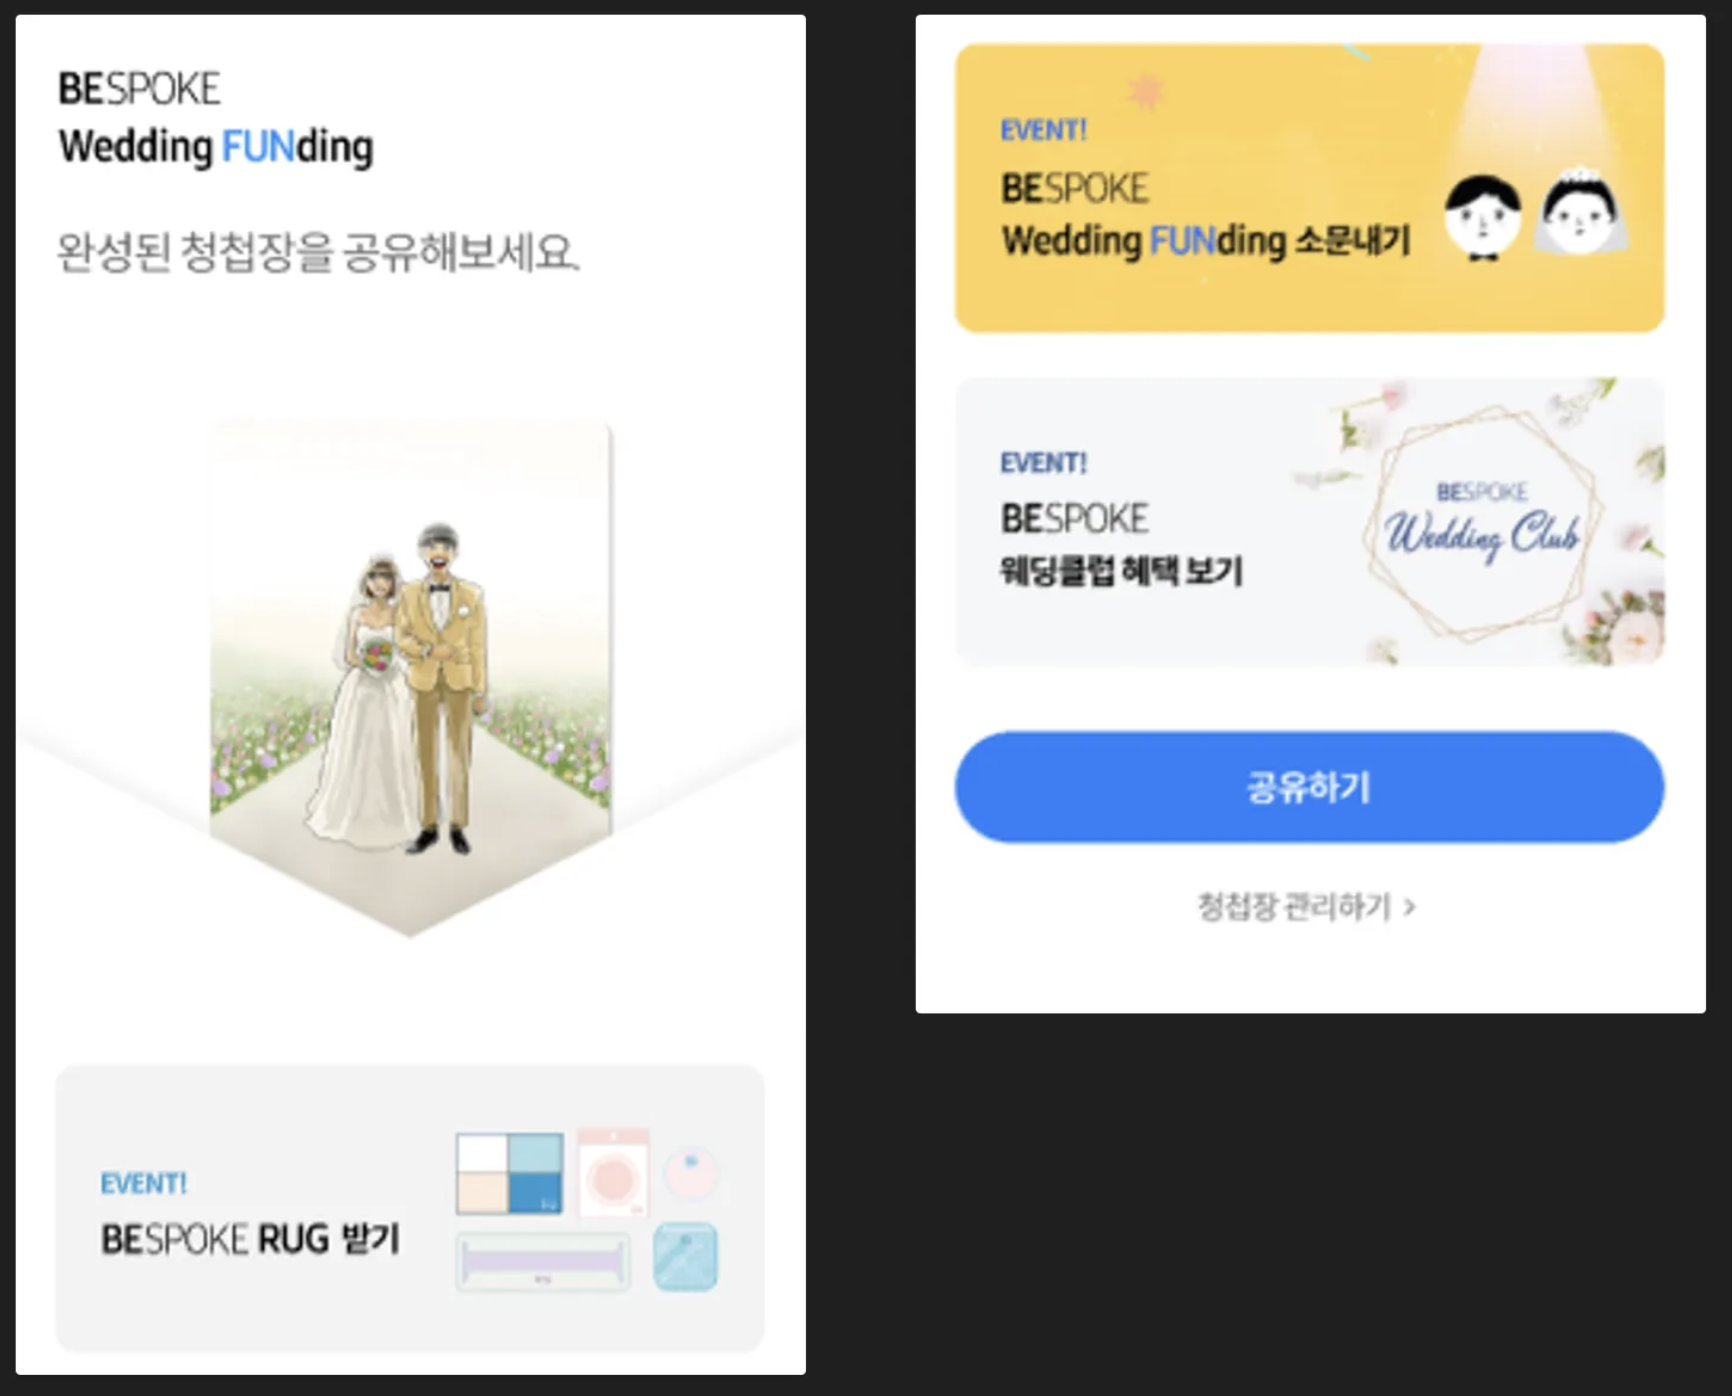 BESPOKE
Wedding FUNding
완성된 청첩장을 공유해보세요.
EVENT!
BESPOKE RUG 받기
EVENT!
BESPOKE
Wedding FUNding 소문내기
EVENT!
BESPOKE
웨딩클럽 혜택 보기
BESPOKE
Wedding Club
공유하기
청첩장 관리하기 >